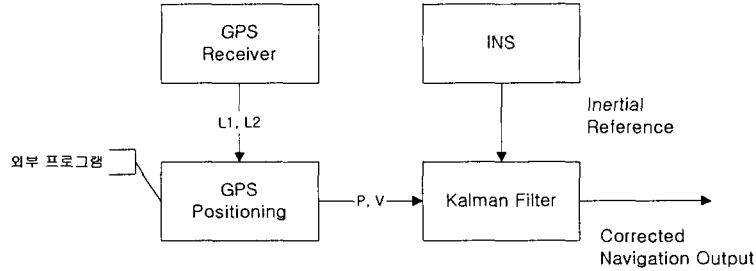 GPS
Receiver
INS
L1, L2
Inertial
Reference
외부 프로그램
GPS
Positioning
P, V
Kalman Filter
Corrected
Navigation Output